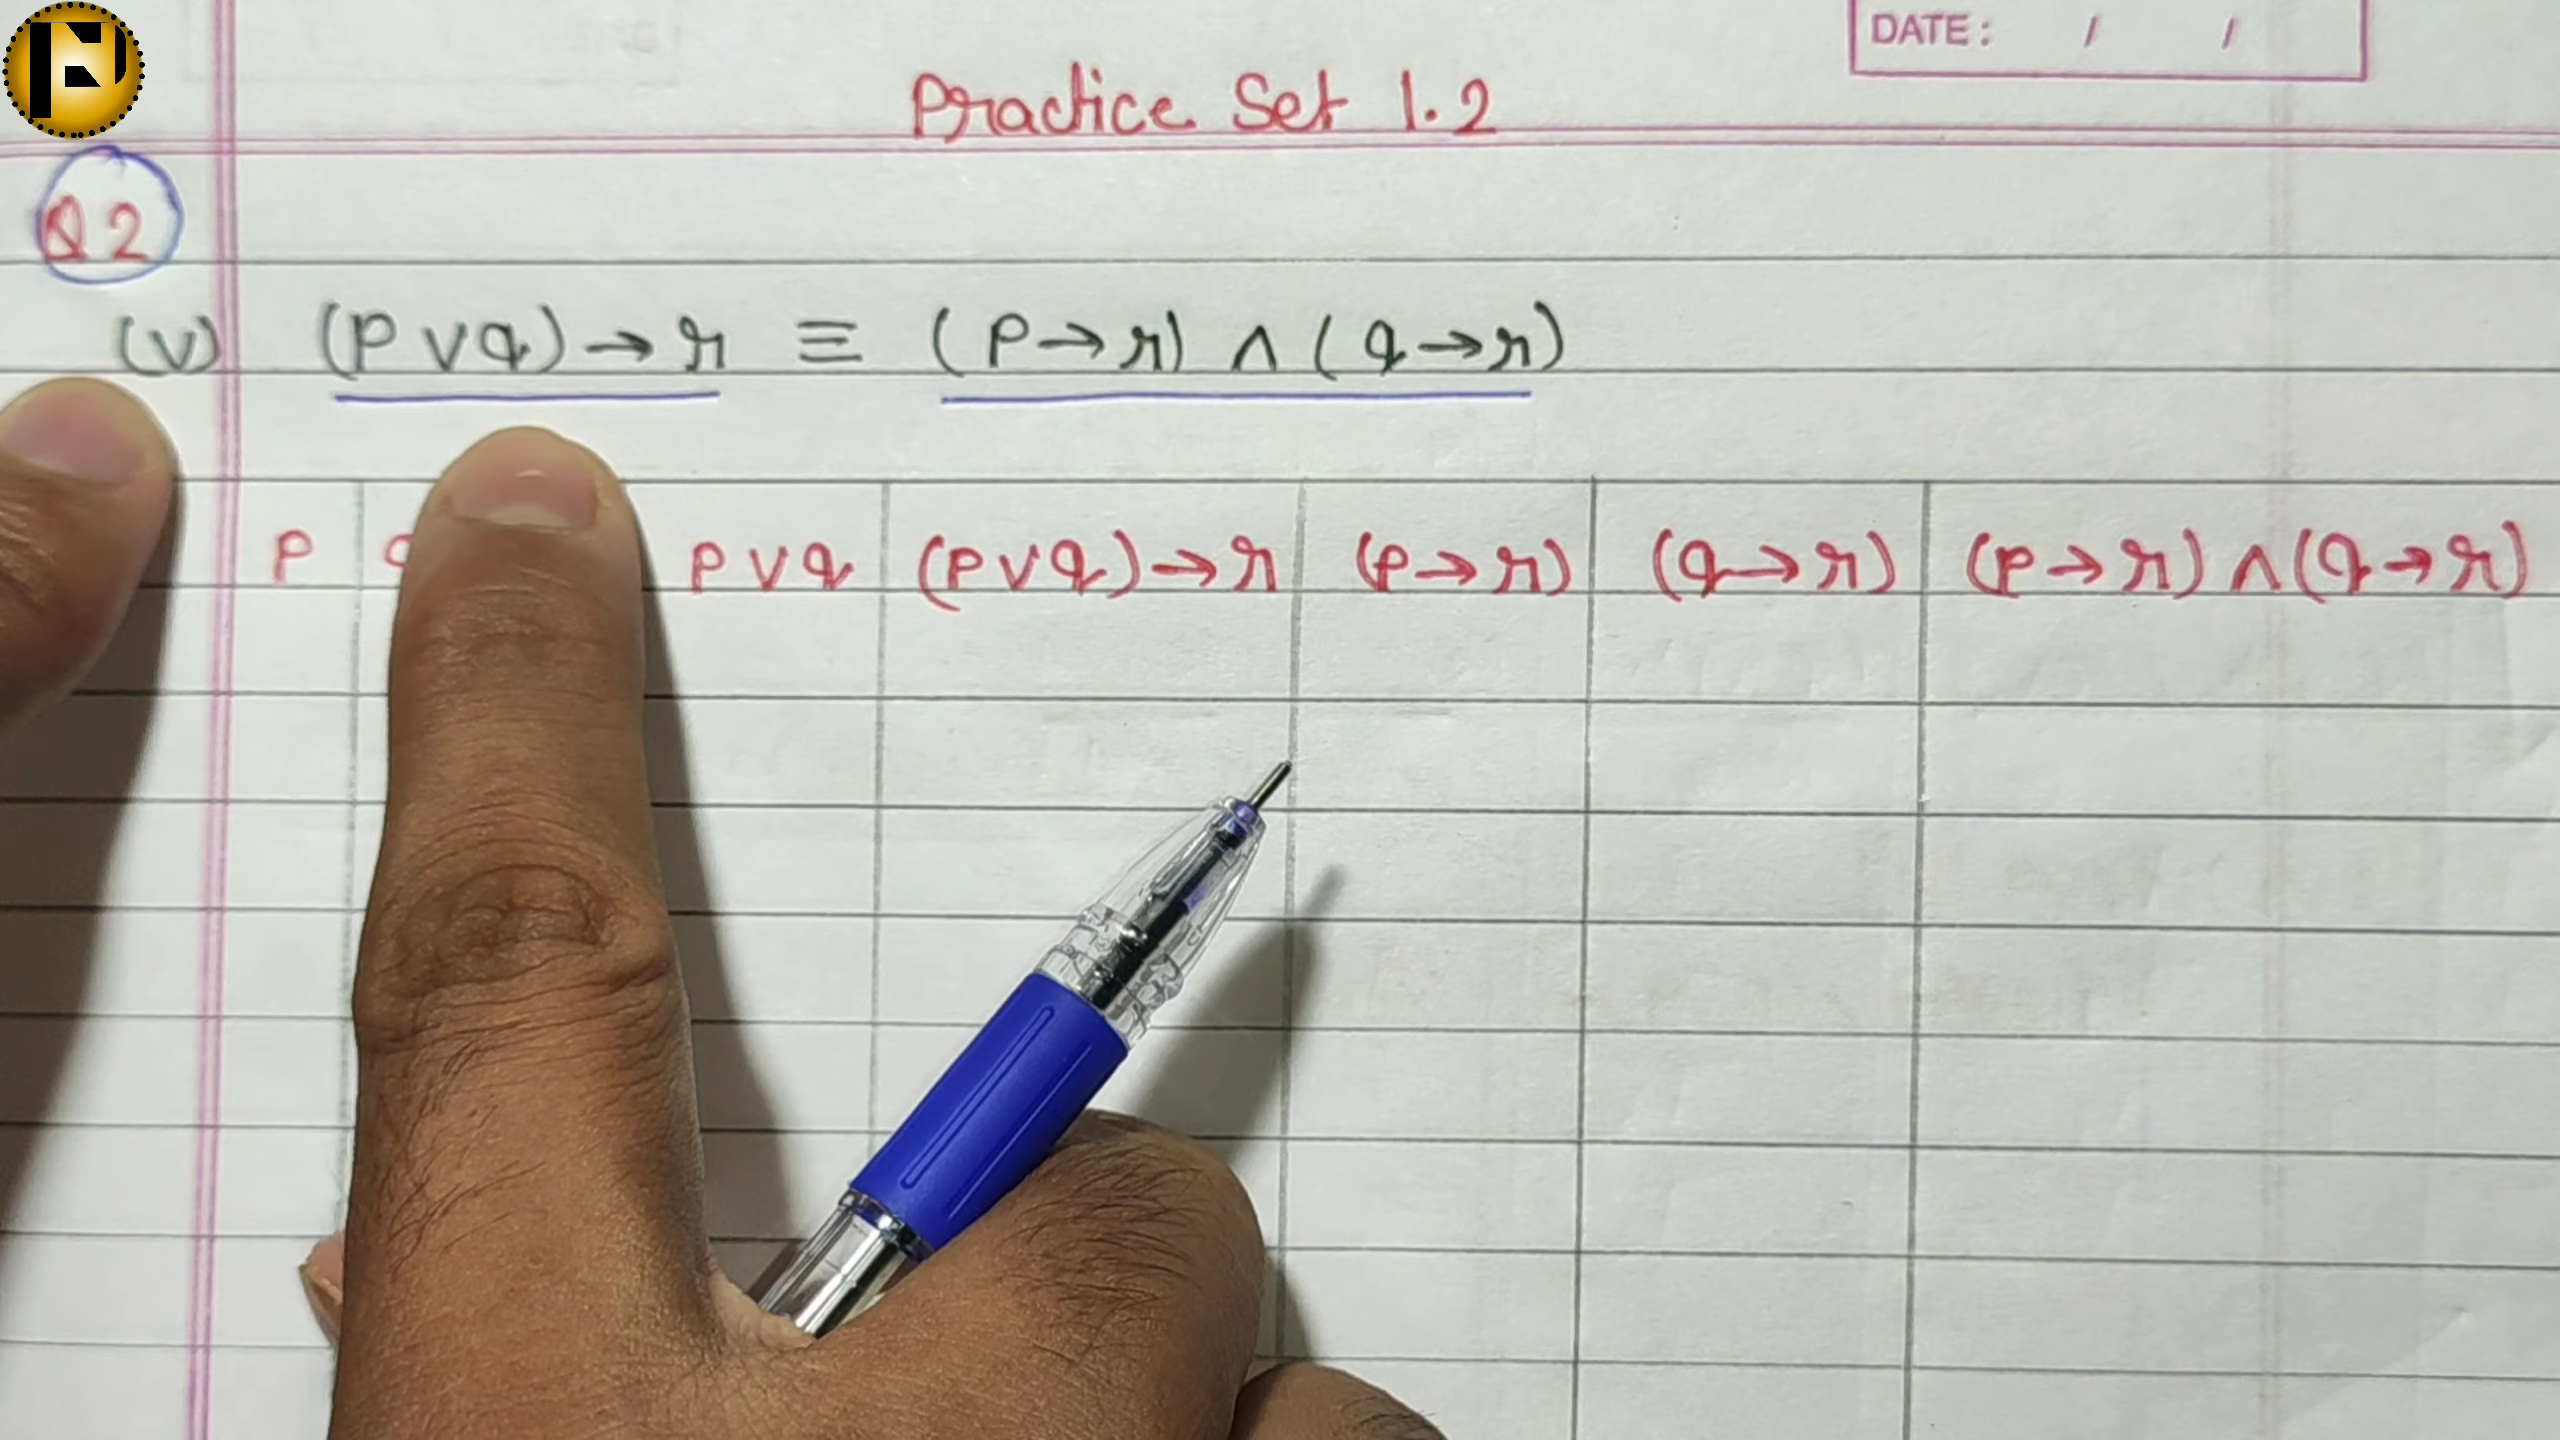 DATE: / /
Practice Set 1.2
Q2
(v) (p ∨ q) → r ≡ (p → r) ∧ (q → r)
p q p ∨ q (p ∨ q) → r (p → r) (q → r) (p → r) ∧ (q → r)